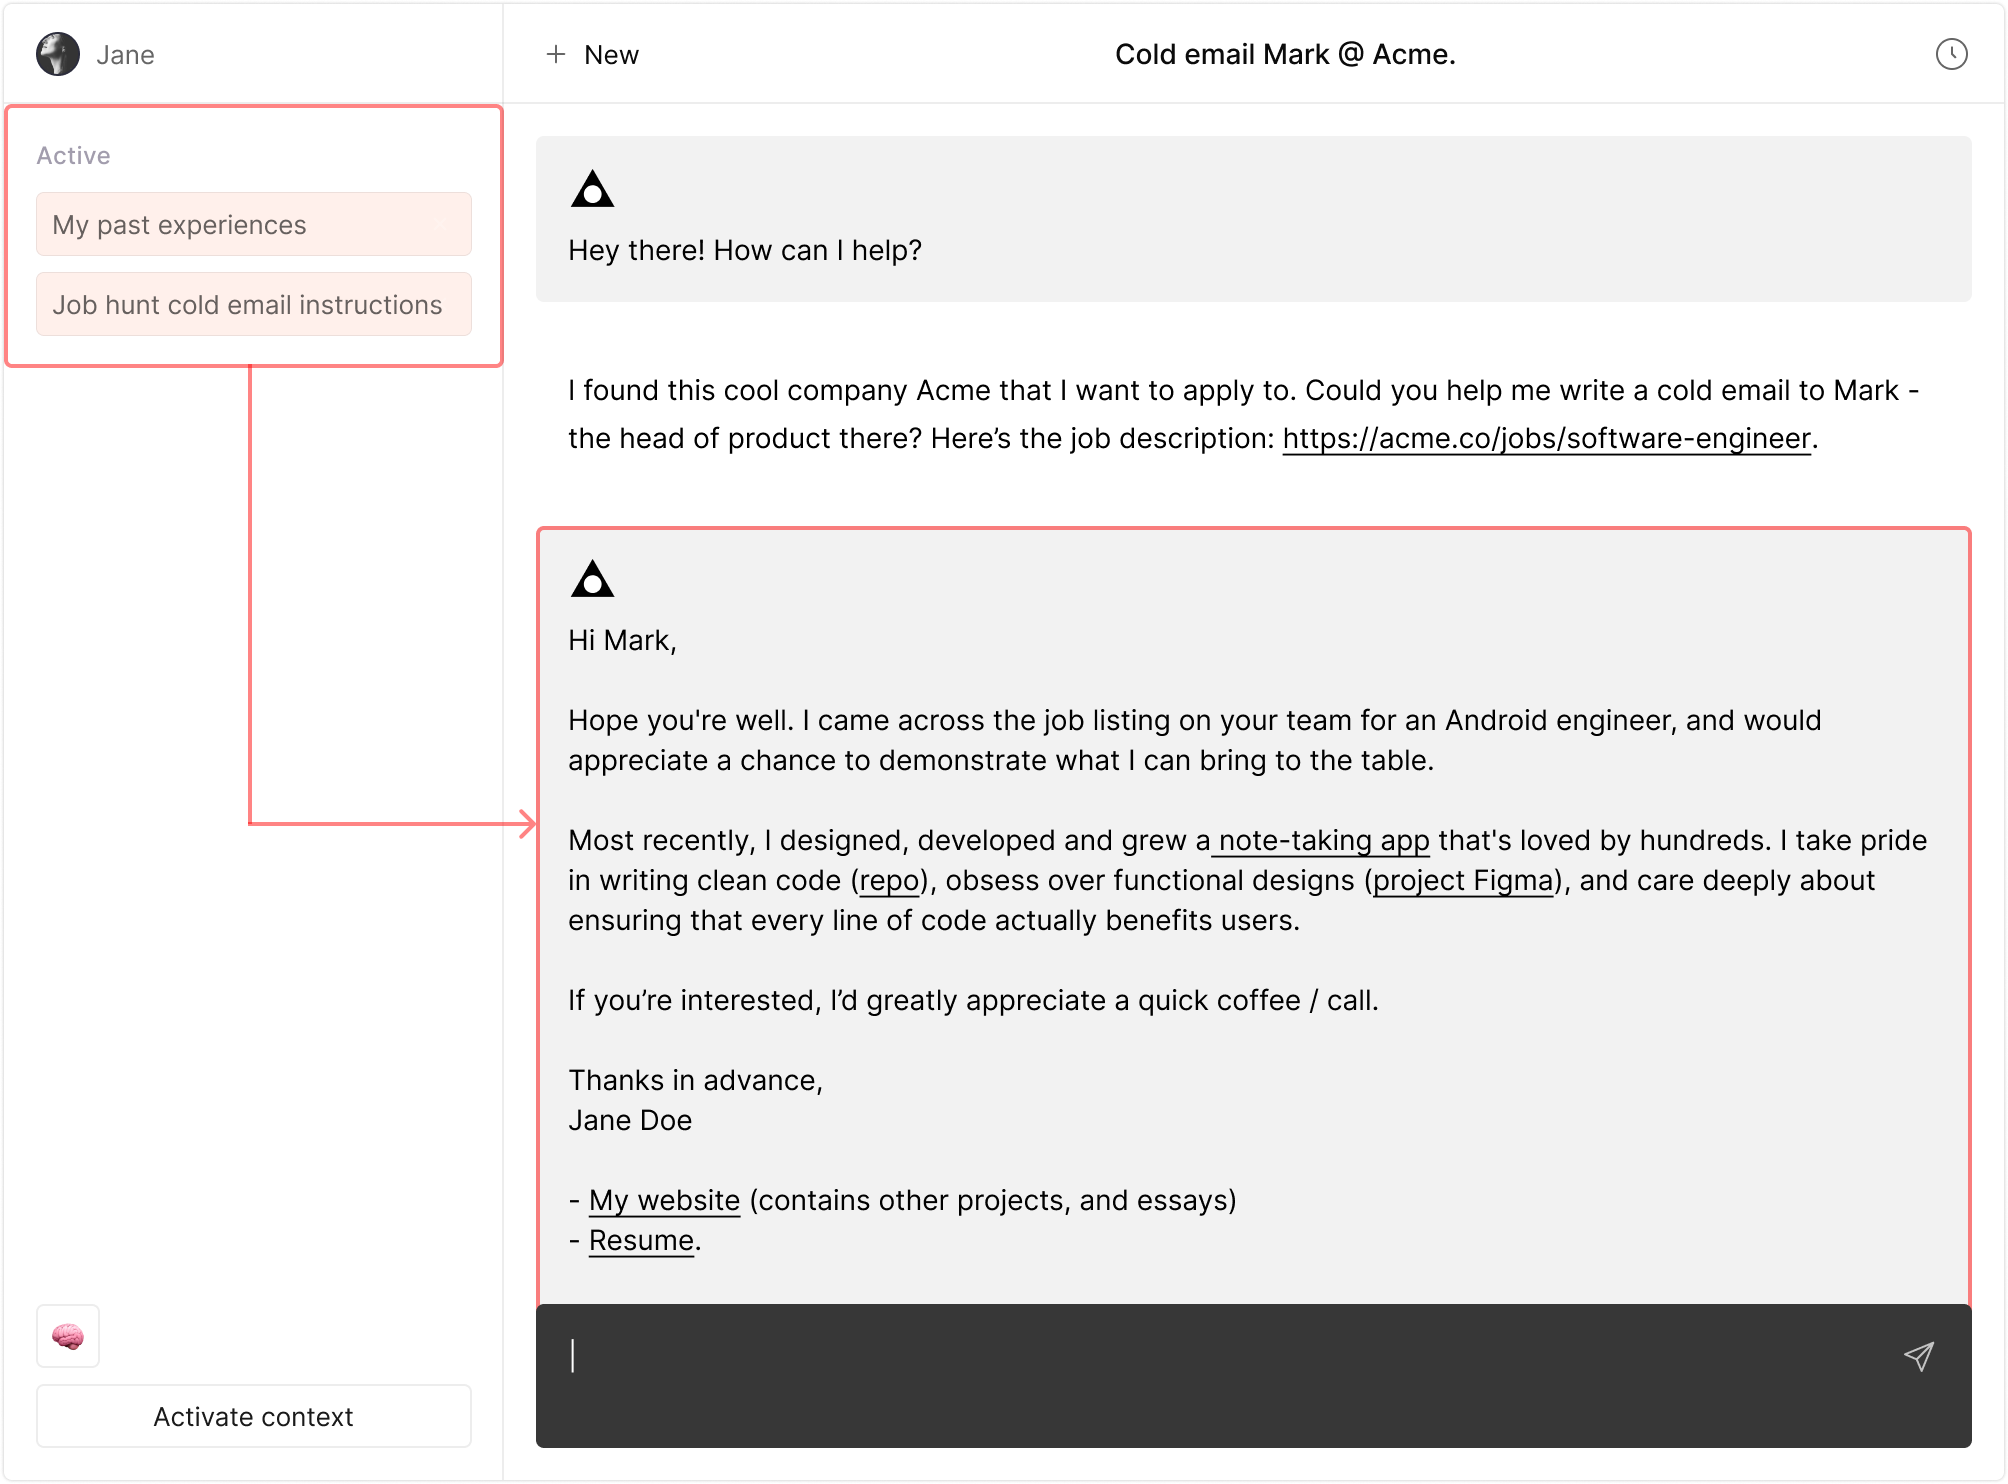 Jane
New
Cold email Mark @ Acme.
Active
My past experiences
Job hunt cold email instructions
Hey there! How can I help?
I found this cool company Acme that I want to apply to. Could you help me write a cold email to Mark -
the head of product there? Here’s the job description: https://acme.co/jobs/software-engineer.
Hi Mark,
Hope you're well. I came across the job listing on your team for an Android engineer, and would
appreciate a chance to demonstrate what I can bring to the table.
Most recently, I designed, developed and grew a note-taking app that's loved by hundreds. I take pride
in writing clean code (repo), obsess over functional designs (project Figma), and care deeply about
ensuring that every line of code actually benefits users.
If you’re interested, I’d greatly appreciate a quick coffee / call.
Thanks in advance,
Jane Doe
- My website (contains other projects, and essays)
- Resume.
Activate context